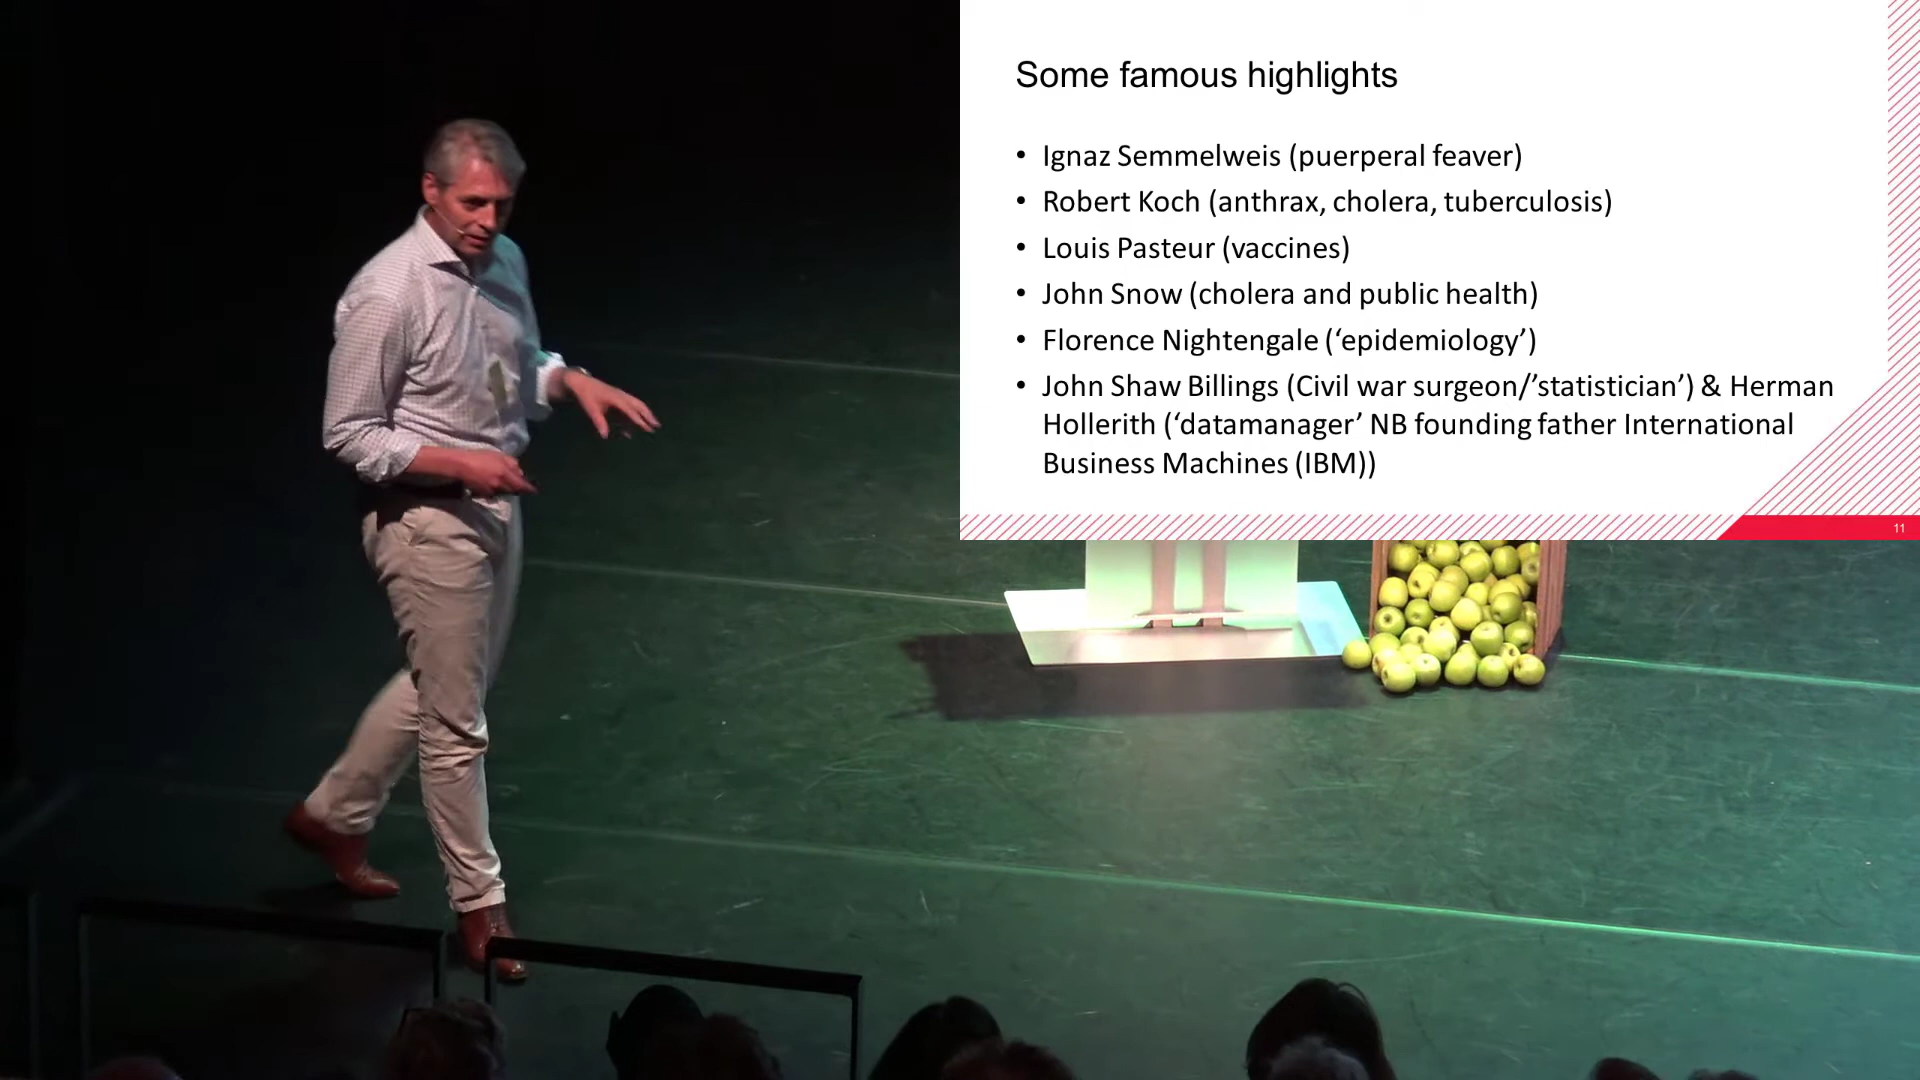 Some famous highlights
• Ignaz Semmelweis (puerperal feaver)
• Robert Koch (anthrax, cholera, tuberculosis)
• Louis Pasteur (vaccines)
• John Snow (cholera and public health)
• Florence Nightengale (‘epidemiology’)
• John Shaw Billings (Civil war surgeon/’statistician’) & Herman
Hollerith (‘datamanager’ NB founding father International
Business Machines (IBM))
11